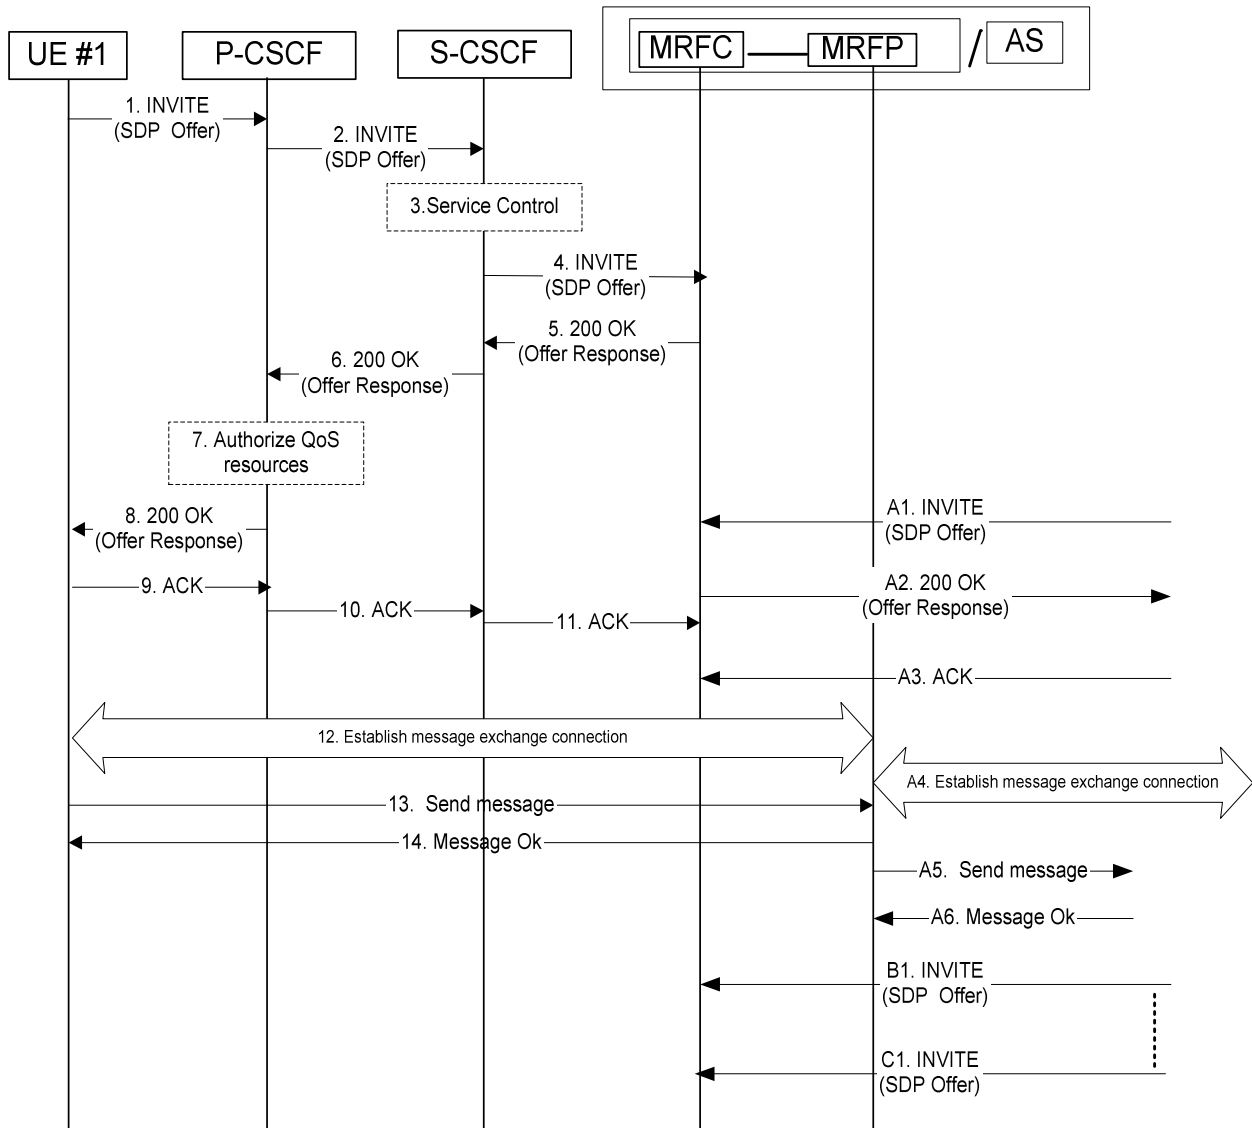 UE #1
P-CSCF
S-CSCF
MRFC
MRFP
/
AS
1. INVITE
(SDP Offer)
2. INVITE
(SDP Offer)
3.Service Control
4. INVITE
(SDP Offer)
5. 200 OK
(Offer Response)
6. 200 OK
(Offer Response)
7. Authorize QoS
resources
8. 200 OK
(Offer Response)
A1. INVITE
(SDP Offer)
9. ACK
A2. 200 OK
(Offer Response)
10. ACK
11. ACK
A3. ACK
12. Establish message exchange connection
A4. Establish message exchange connection
13. Send message
14. Message Ok
A5. Send message
A6. Message Ok
B1. INVITE
(SDP Offer)
C1. INVITE
(SDP Offer)